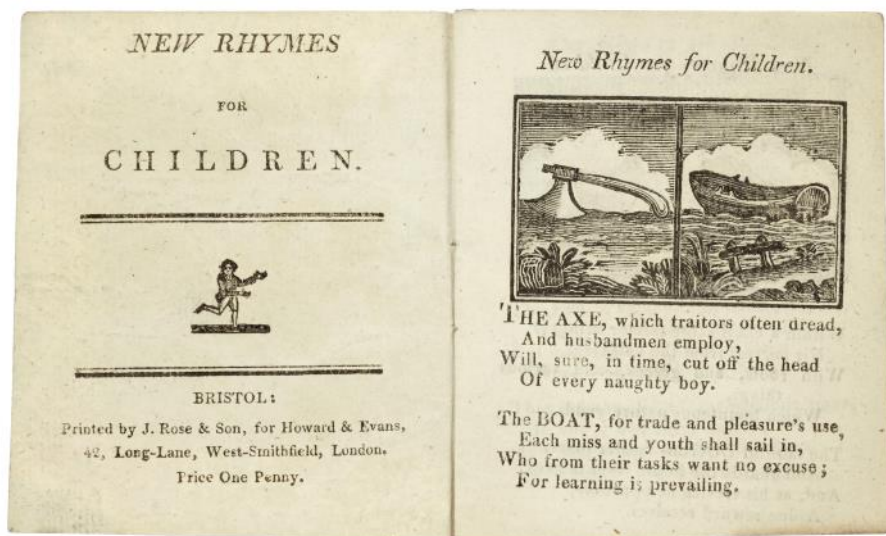 NEW RHYMES
FOR
CHILDREN.
BRISTOL:
Printed by J. Rose & Son, for Howard & Evans,
42, Long-Lane, West-Smithfield, London.
Price One Penny.
New Rhymes for Children.
THE AXE, which traitors often dread,
And husbandmen employ,
Will, sure, in time, cut off the head
Of every naughty boy.
The BOAT, for trade and pleasure's use,
Each miss and youth shall sail in,
Who from their tasks want no excuse;
For learning is prevailing.